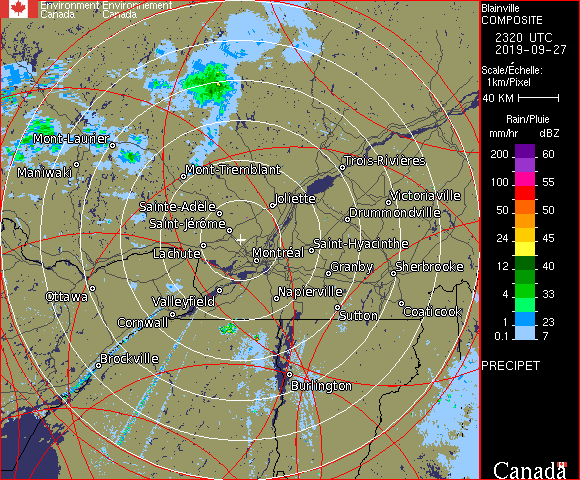 Environment Environnement
Canada Canada
Blainville
COMPOSITE
2320 UTC
2019-09-27
Scale/Échelle:
1km/Pixel
40 KM
Rain/Pluie
mm/hr dBZ
200 60
100 55
50 50
24 45
12 40
4 33
1 23
0.1 7
PRECIPET
Canada
Mont-Laurier
Maniwaki
Mont-Tremblant
Trois-Rivières
Sainte-Adèle
Joliette
Victoriaville
Saint-Jérôme
Drummondville
Lachute
Montréal
Saint-Hyacinthe
Granby
Sherbrooke
Ottawa
Valleyfield
Napierville
Coaticook
Cornwall
Sutton
Brockville
Burlington